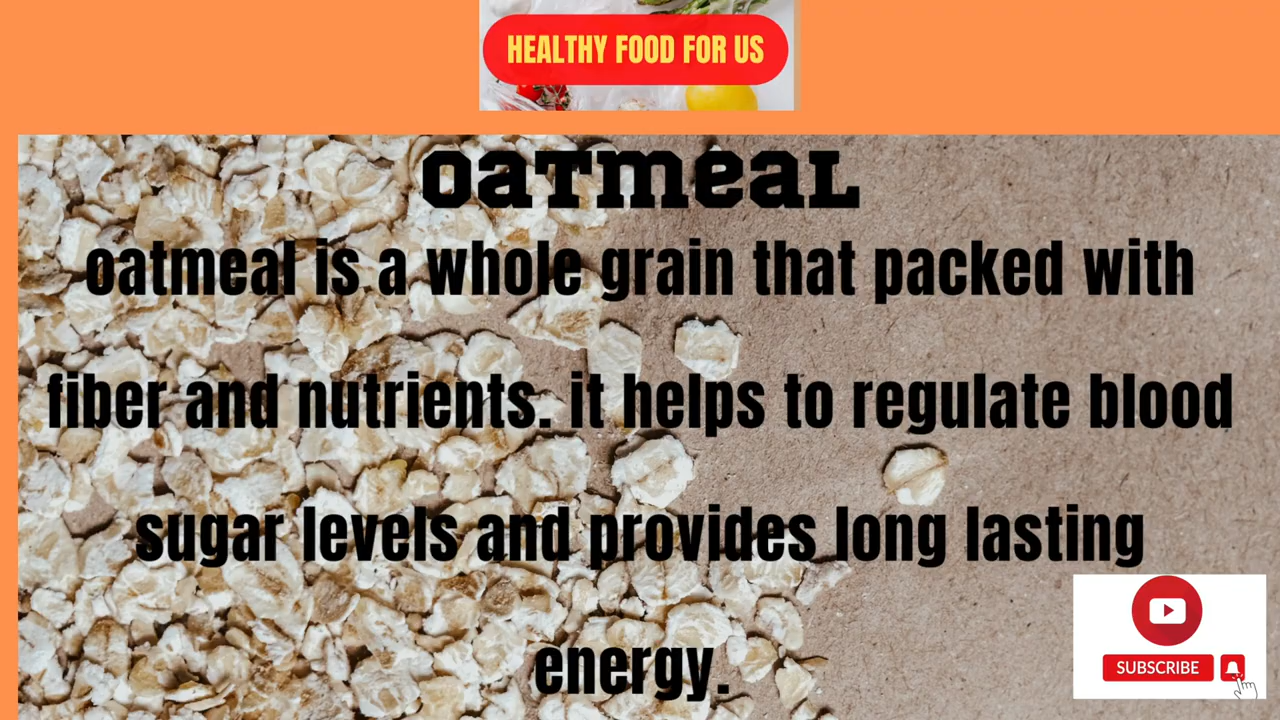 HEALTHY FOOD FOR US
oatmeal
oatmeal is a whole grain that packed with
fiber and nutrients. it helps to regulate blood
sugar levels and provides long lasting
energy.
SUBSCRIBE